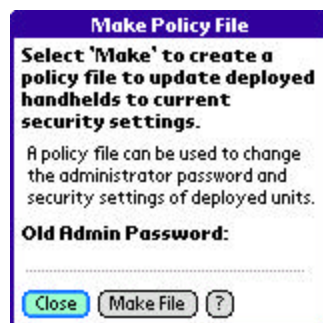 Make Policy File
Select 'Make' to create a
policy file to update deployed
handhelds to current
security settings.
A policy file can be used to change
the administrator password and
security settings of deployed units.
Old Admin Password:
Close Make File ?